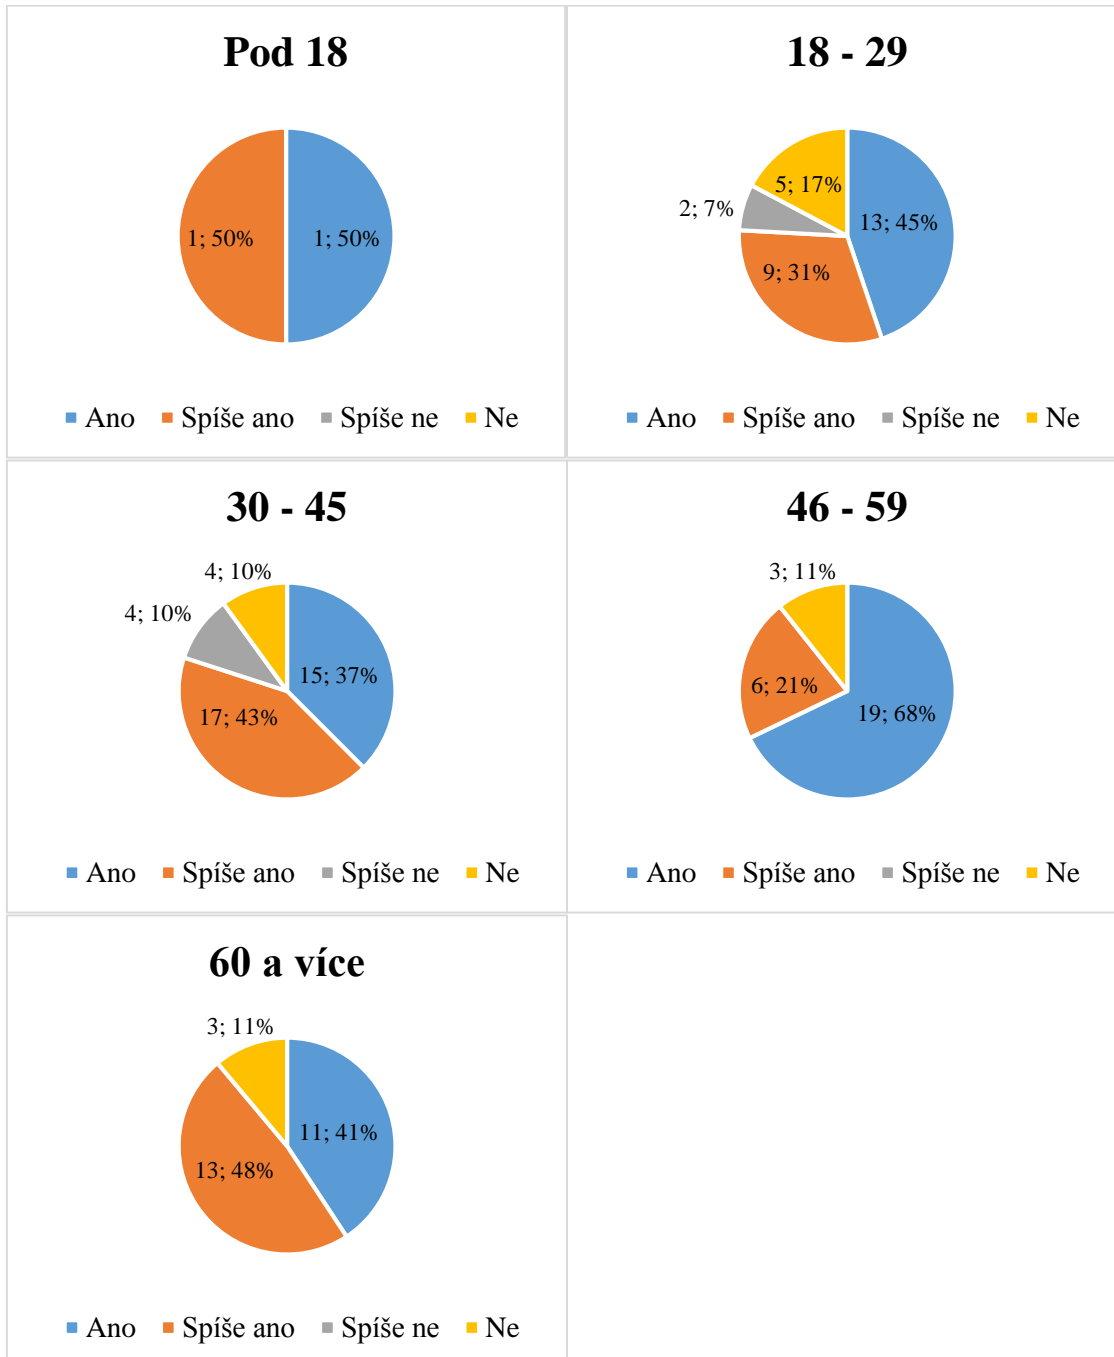 Pod 18
1; 50%
1; 50%
Ano Spíše ano Spíše ne Ne
18 - 29
5; 17%
2; 7%
13; 45%
9; 31%
Ano Spíše ano Spíše ne Ne
30 - 45
4; 10%
4; 10%
15; 37%
17; 43%
Ano Spíše ano Spíše ne Ne
46 - 59
3; 11%
6; 21%
19; 68%
Ano Spíše ano Spíše ne Ne
60 a více
3; 11%
11; 41%
13; 48%
Ano Spíše ano Spíše ne Ne